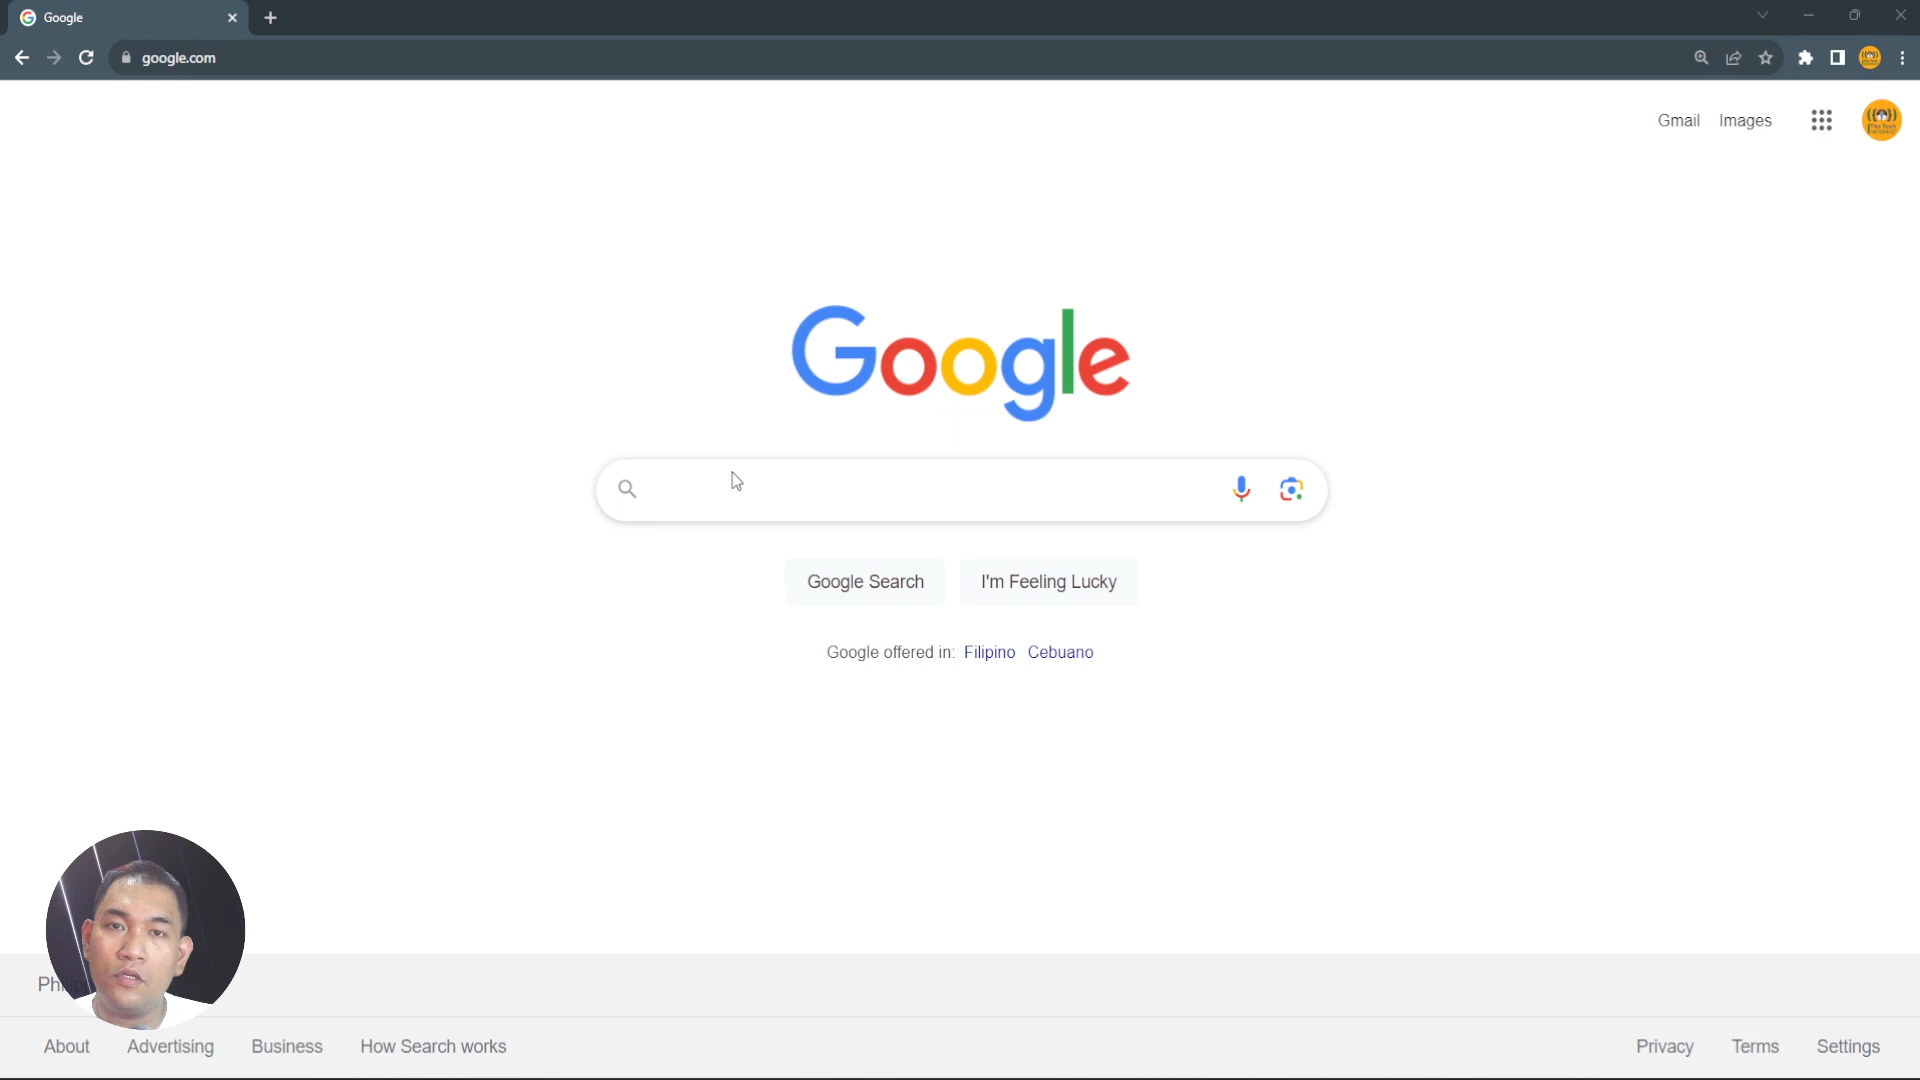 Google
google.com
Gmail Images
Google
Google Search I'm Feeling Lucky
Google offered in: Filipino Cebuano
About Advertising Business How Search works
Privacy Terms Settings